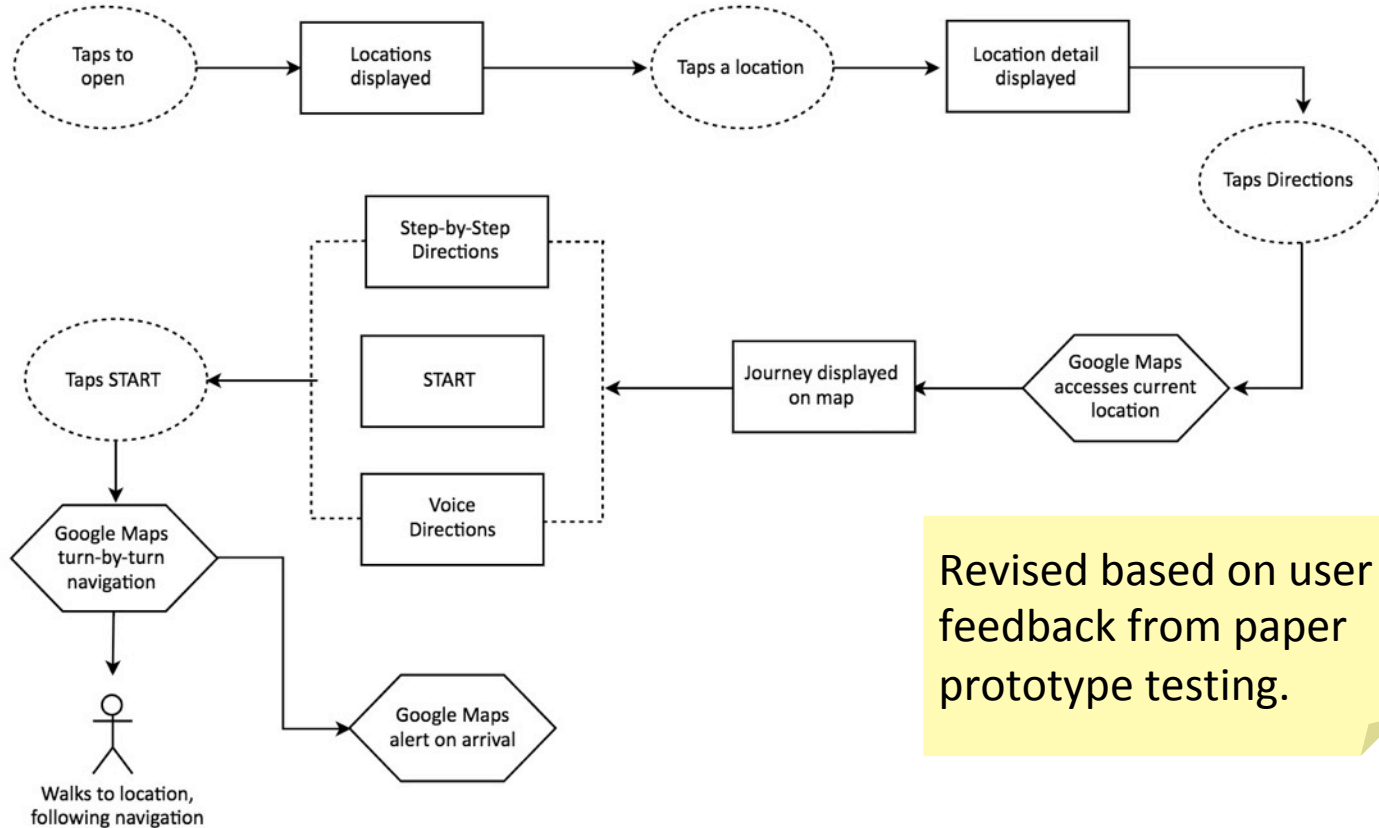 Taps to
open
Locations
displayed
Taps a location
Location detail
displayed
Taps Directions
Google Maps
accesses current
location
Journey displayed
on map
Step-by-Step
Directions
START
Voice
Directions
Taps START
Google Maps
turn-by-turn
navigation
Walks to location,
following navigation
Google Maps
alert on arrival
Revised based on user
feedback from paper
prototype testing.